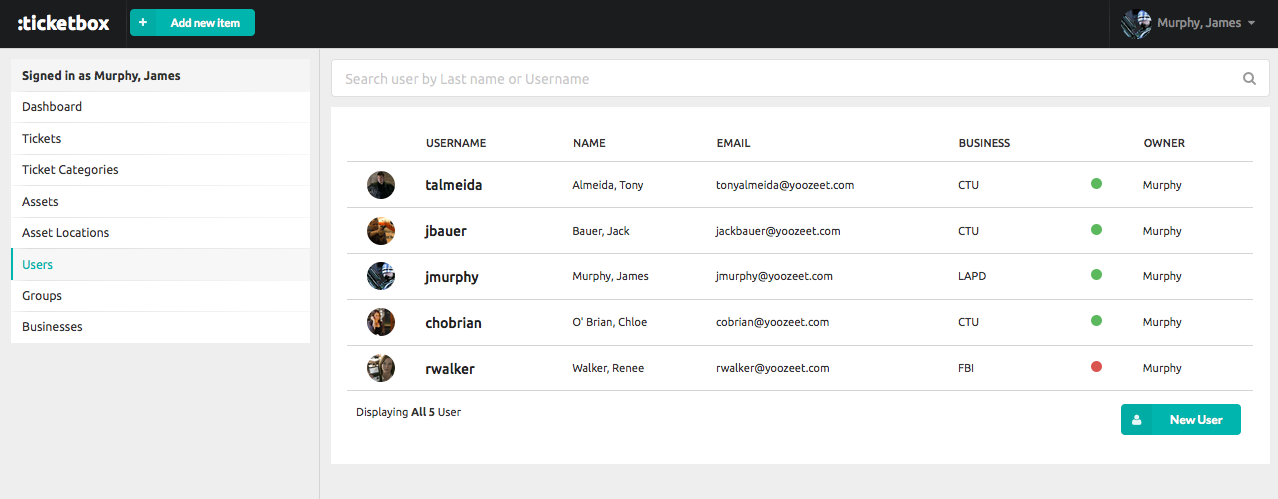 :ticketbox + Add new item Murphy, James
Signed in as Murphy, James
Dashboard
Tickets
Ticket Categories
Assets
Asset Locations
Users
Groups
Businesses
Search user by Last name or Username
USERNAME NAME EMAIL BUSINESS OWNER
talmeida Almeida, Tony tonyalmeida@yoozeet.com CTU Murphy
jbauer Bauer, Jack jackbauer@yoozeet.com CTU Murphy
jmurphy Murphy, James jmurphy@yoozeet.com LAPD Murphy
chobrian O' Brian, Chloe cobrian@yoozeet.com CTU Murphy
rwalker Walker, Renee rwalker@yoozeet.com FBI Murphy
Displaying All 5 User
New User